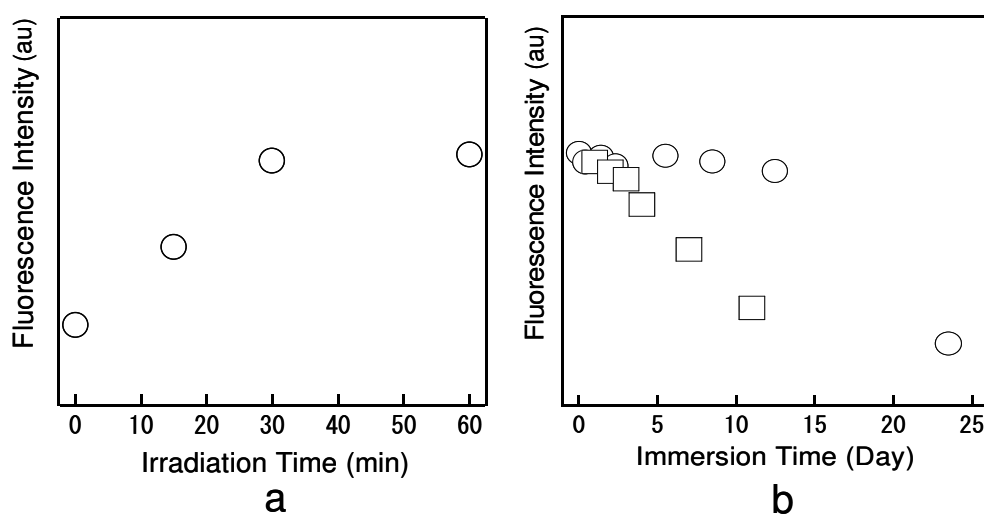 Fluorescence Intensity (au)
0 10 20 30 40 50 60
Irradiation Time (min)
a
Fluorescence Intensity (au)
0 5 10 15 20 25
Immersion Time (Day)
b